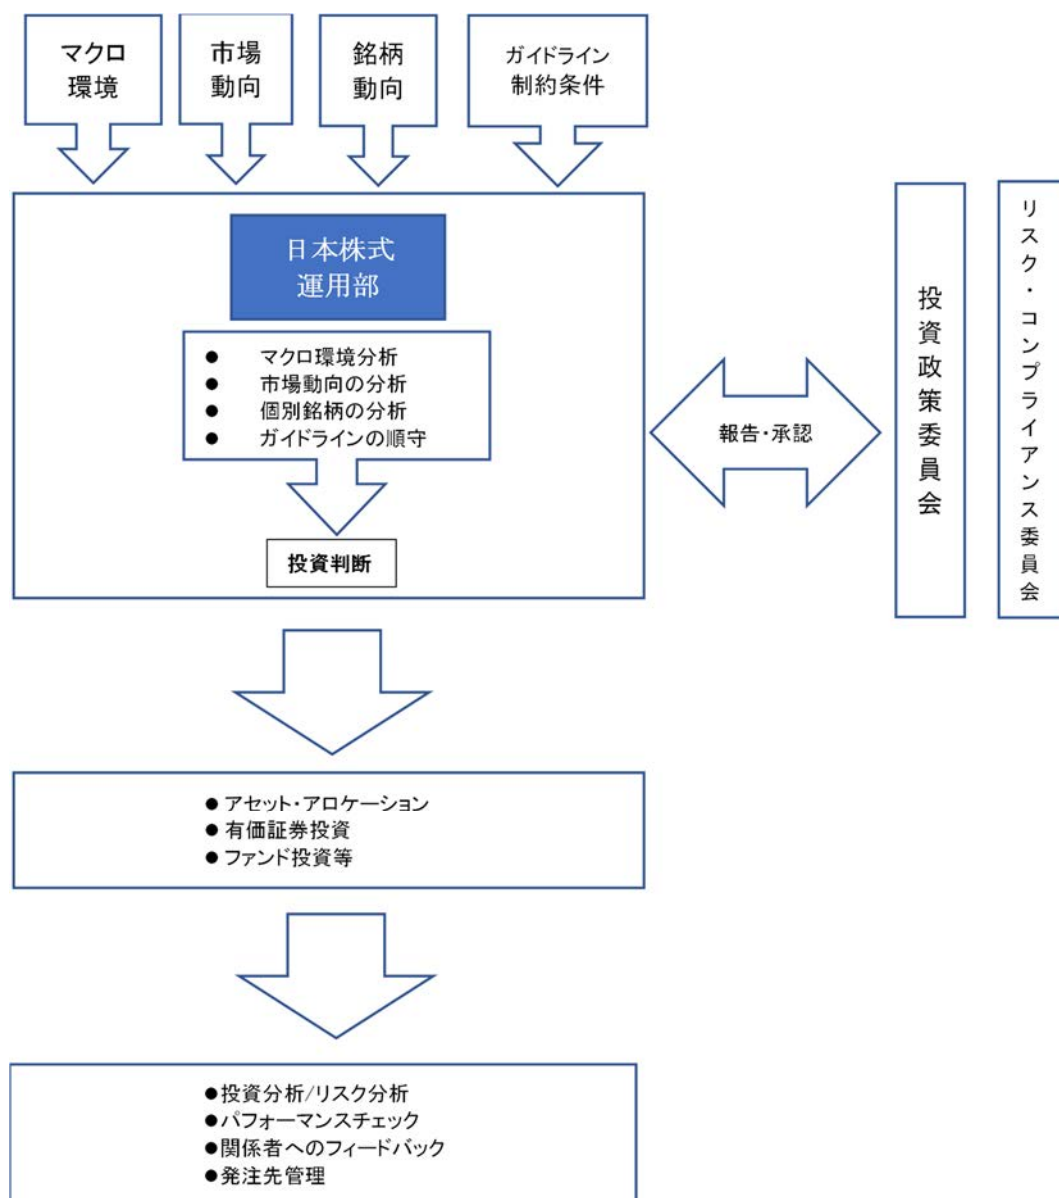 マクロ
環境
市場
動向
銘柄
動向
ガイドライン
制約条件
日本株式
運用部
● マクロ環境分析
● 市場動向の分析
● 個別銘柄の分析
● ガイドラインの順守
投資判断
報告・承認
投資政策委員会
リスク・コンプライアンス委員会
●アセット・アロケーション
●有価証券投資
●ファンド投資等
●投資分析/リスク分析
●パフォーマンスチェック
●関係者へのフィードバック
●発注先管理